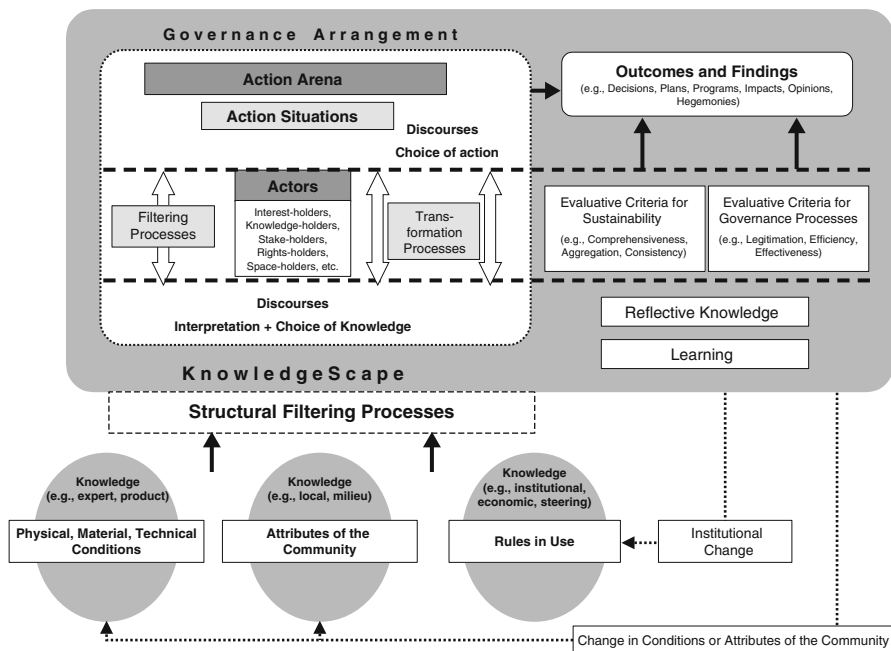 Governance Arrangement
Action Arena
Action Situations
Discourses
Choice of action
Outcomes and Findings
(e.g., Decisions, Plans, Programs, Impacts, Opinions,
Hegemonies)
Filtering
Processes
Actors
Interest-holders,
Knowledge-holders,
Stake-holders,
Rights-holders,
Space-holders, etc.
Trans-
formation
Processes
Evaluative Criteria for
Sustainability
(e.g., Comprehensiveness,
Aggregation, Consistency)
Evaluative Criteria for
Governance Processes
(e.g., Legitimation, Efficiency,
Effectiveness)
Discourses
Interpretation + Choice of Knowledge
Reflective Knowledge
Learning
KnowledgeScape
Structural Filtering Processes
Knowledge
(e.g., expert, product)
Physical, Material, Technical
Conditions
Knowledge
(e.g., local, milieu)
Attributes of the
Community
Knowledge
(e.g., institutional,
economic, steering)
Rules in Use
Institutional
Change
Change in Conditions or Attributes of the Community